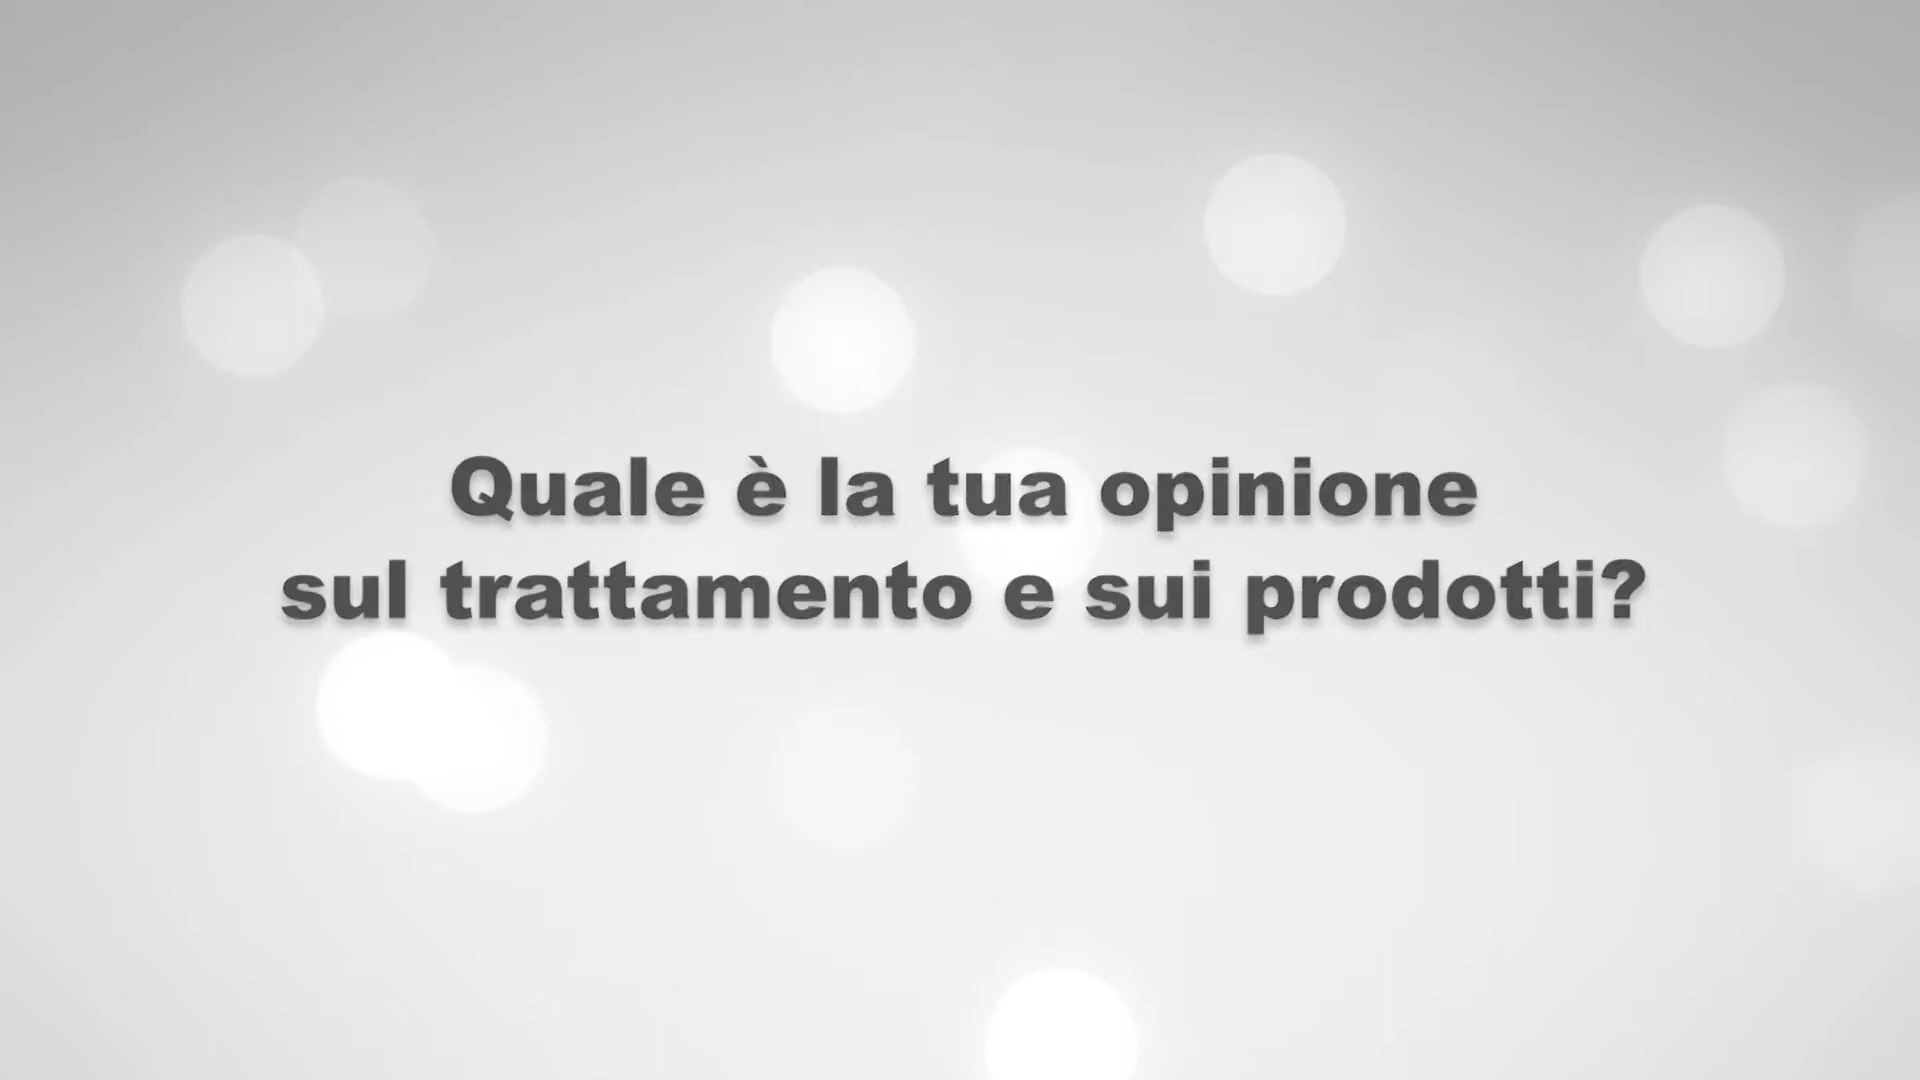 Quale è la tua opinione
sul trattamento e sui prodotti?